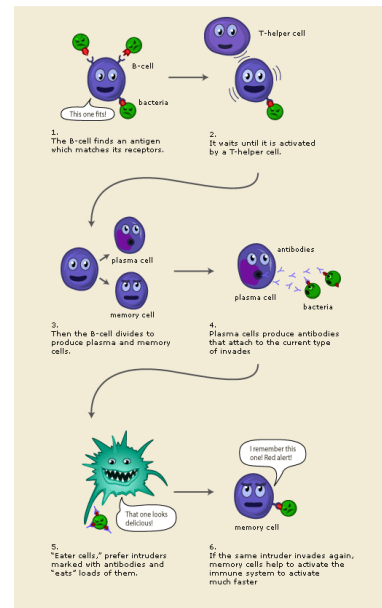 T-helper cell
B-cell
This one fits!
bacteria
1.
The B-cell finds an antigen
which matches its receptors.
2.
It waits until it is activated
by a T-helper cell.
plasma cell
memory cell
antibodies
plasma cell
bacteria
3.
Then the B-cell divides to
produce plasma and memory
cells.
4.
Plasma cells produce antibodies
that attach to the current type
of invades
That one looks
delicious!
I remember this
one! Red alert!
memory cell
5.
"Eater cells," prefer intruders
marked with antibodies and
"eats" loads of them.
6.
If the same intruder invades again,
memory cells help to activate the
immune system to activate
much faster